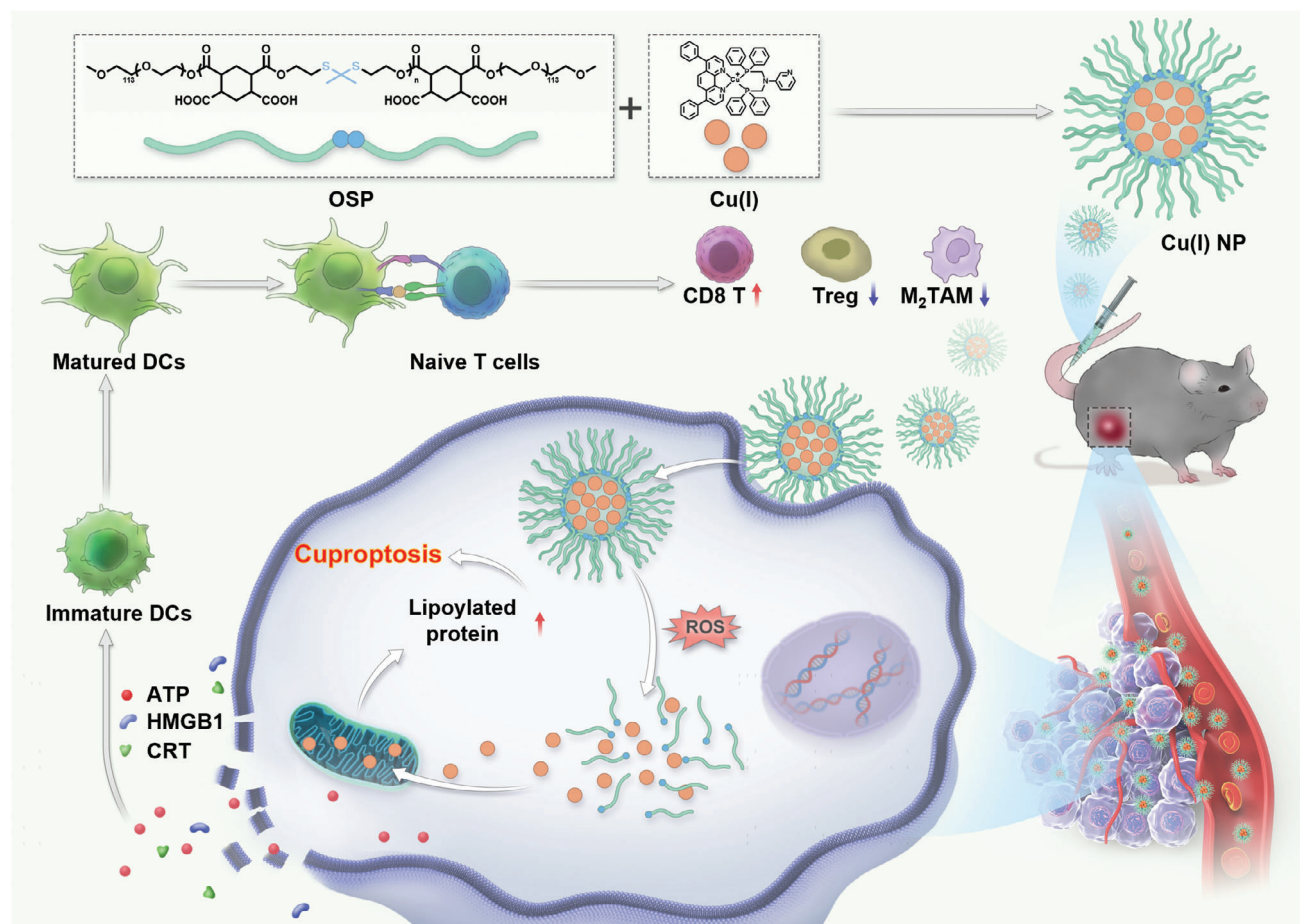 O
O
O
O
O
113
O
O
O
S
S
O
n
O
O
O
113
HOOC
COOH
HOOC
COOH
N
N
Cu
+
P
P
N
N
+
OSP
Cu(I)
Cu(I) NP
CD8 T
Treg
M2TAM
Matured DCs
Naive T cells
Cuproptosis
Immature DCs
Lipoylated
protein
ROS
ATP
HMGB1
CRT